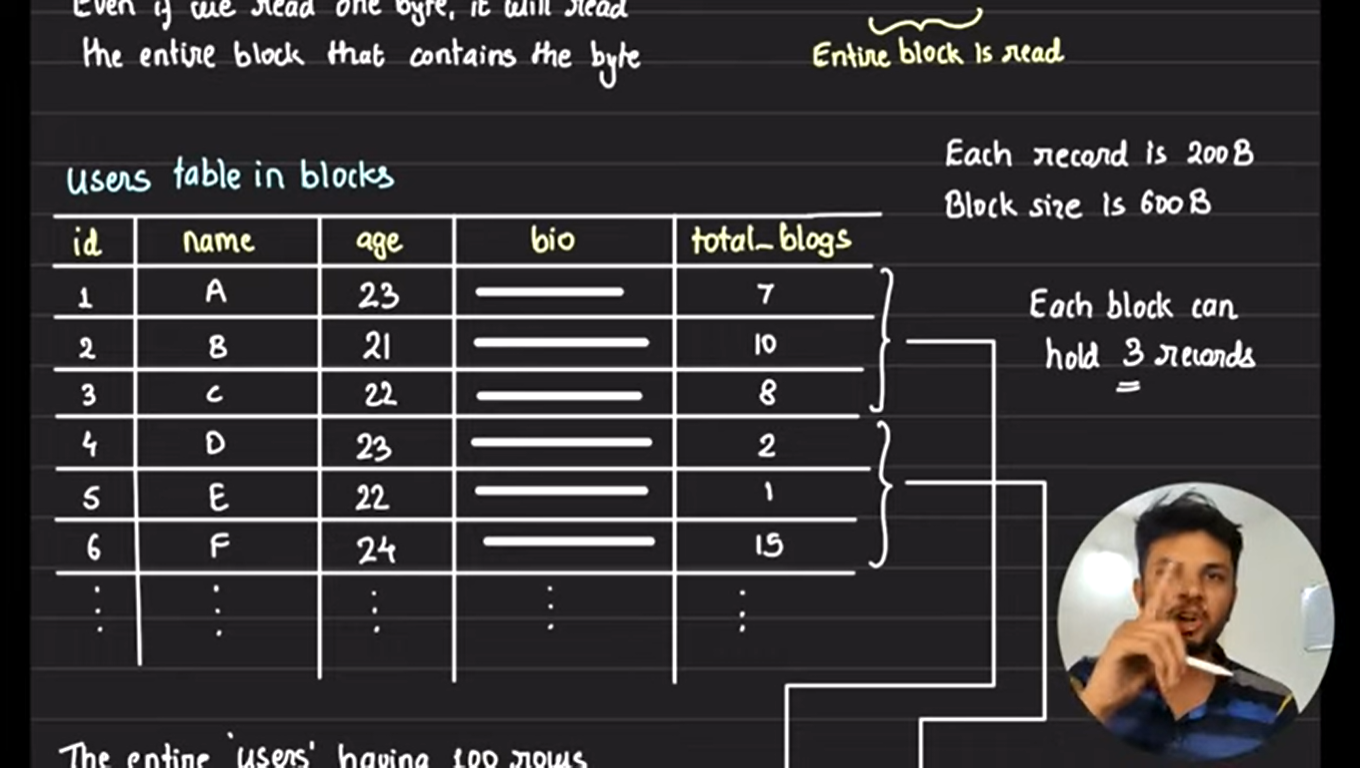 Even if we read one byte, it will read
the entire block that contains the byte
Entire block is read
Each record is 200B
Block size is 600B
users table in blocks
id name age bio total_blogs
1 A 23 7
2 B 21 10
3 C 22 8
4 D 23 2
5 E 22 1
6 F 24 15
Each block can
hold 3 records
The entire 'users' having 100 rows